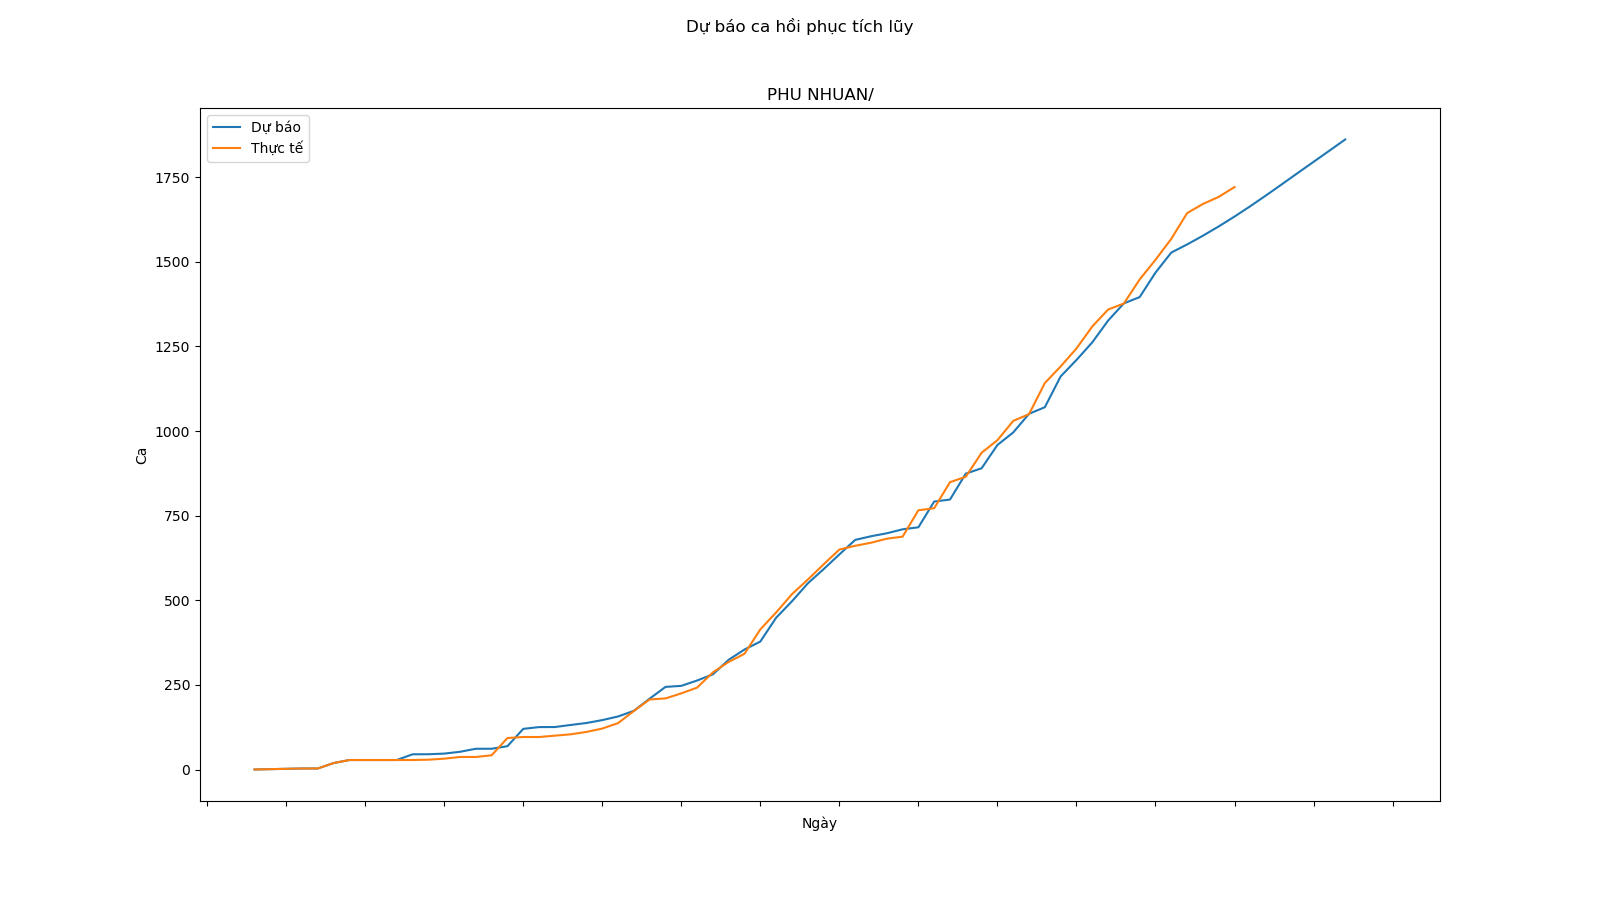 Dự báo ca hồi phục tích lũy
PHU NHUAN/
Dự báo
Thực tế
1750
1500
1250
1000
750
500
250
0
Ca
Ngày